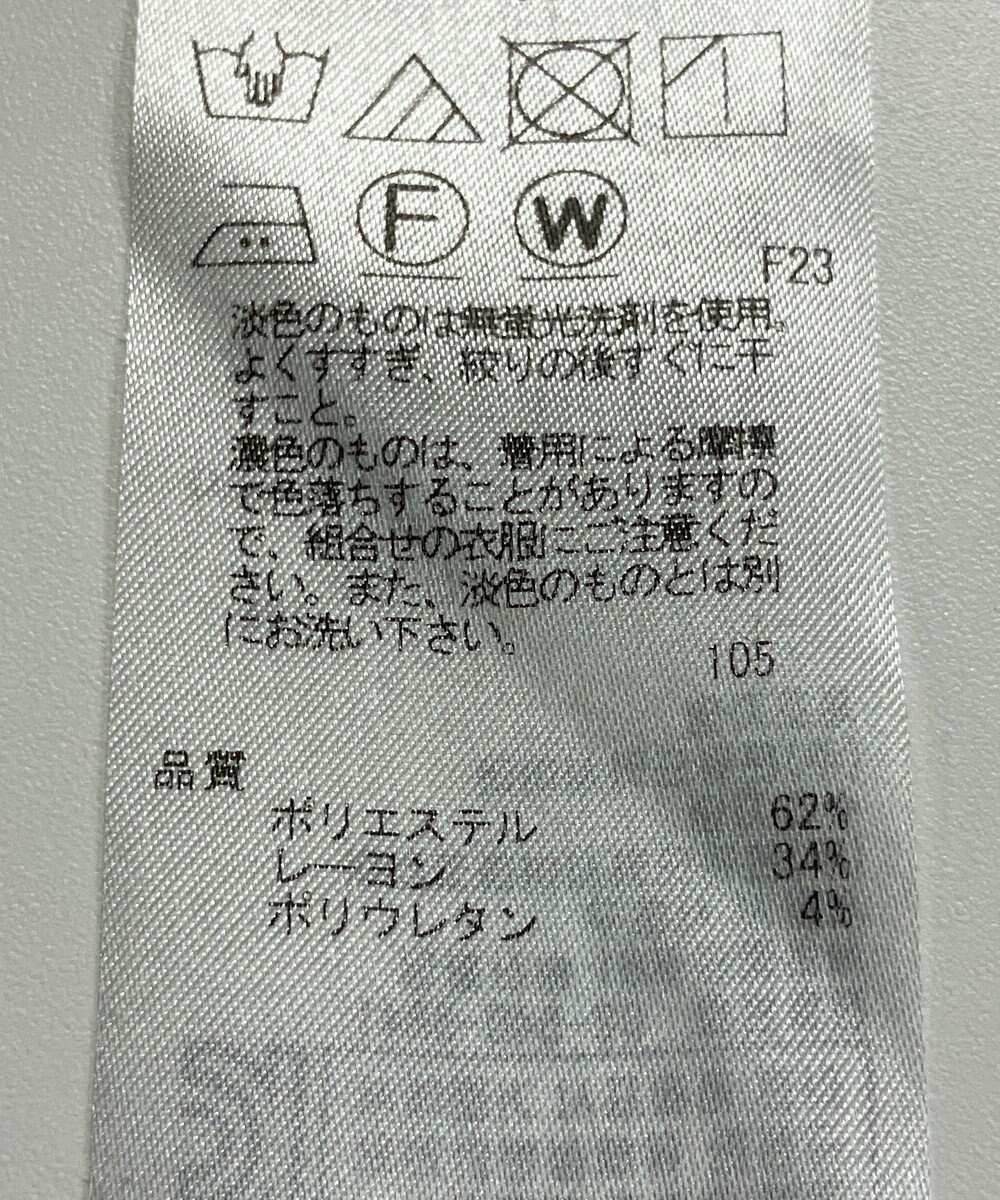 F
W
F23
淡色のものは無蛍光洗剤を使用。
よくすすぎ、絞りの後すぐに干
すこと。
濃色のものは、着用による摩擦
で色落ちすることがありますの
で、組合せの衣服にご注意くだ
さい。また、淡色のものとは別
にお洗い下さい。
105
品質
ポリエステル 62%
レーヨン 34%
ポリウレタン 4%